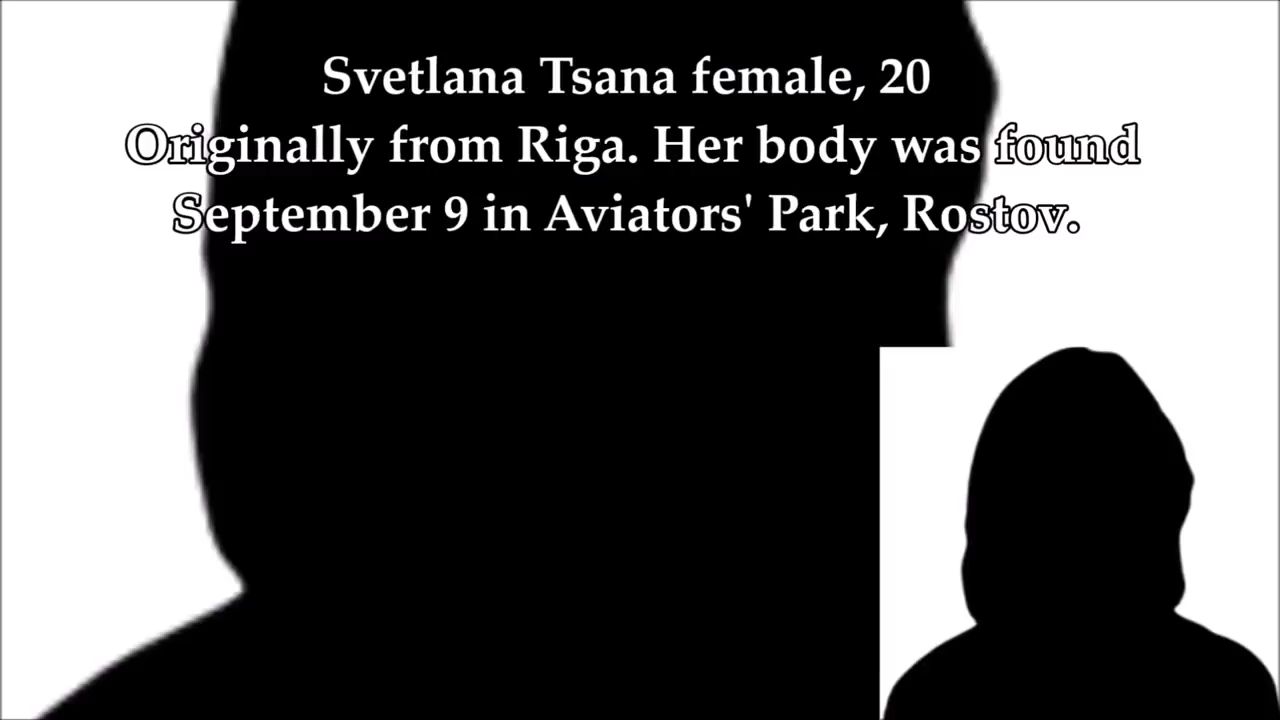 Svetlana Tsana female, 20
Originally from Riga. Her body was found
September 9 in Aviators' Park, Rostov.